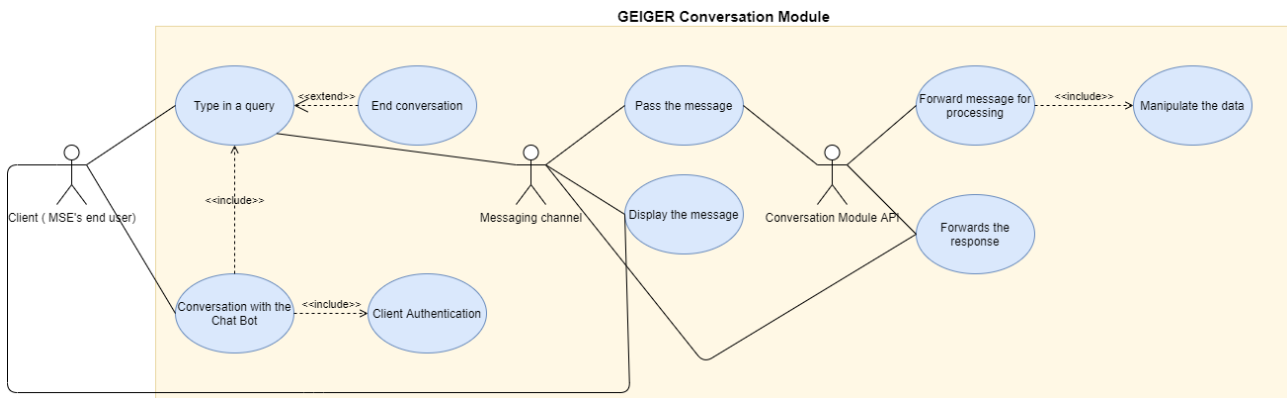 GEIGER Conversation Module
Type in a query
<<extend>>
End conversation
Pass the message
Forward message for
processing
<<include>>
Manipulate the data
<<include>>
Client ( MSE's end user)
Messaging channel
Display the message
Conversation Module API
Forwards the
response
Conversation with the
Chat Bot
<<include>>
Client Authentication